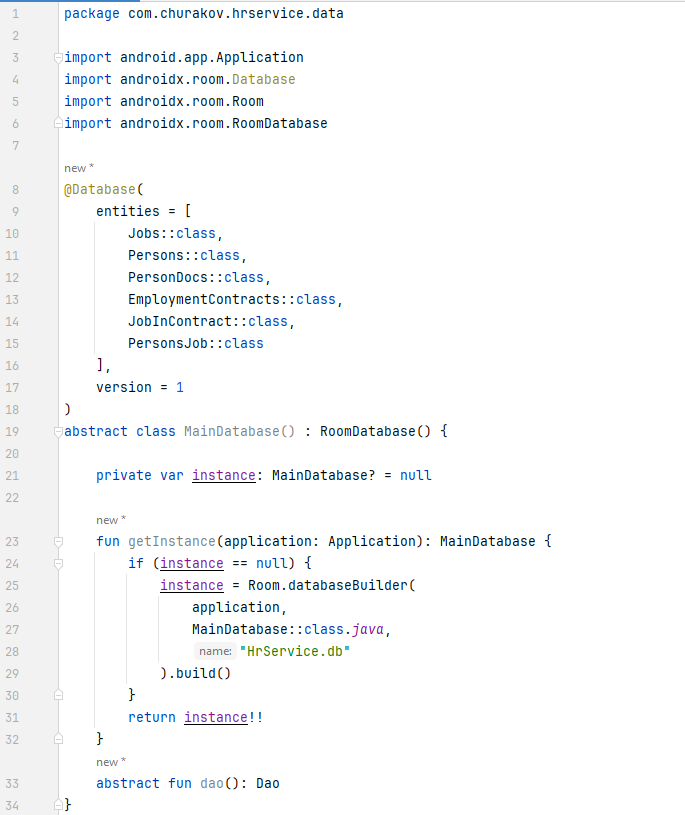 1 package com.churakov.hrservice.data
2
3 import android.app.Application
4 import androidx.room.Database
5 import androidx.room.Room
6 import androidx.room.RoomDatabase
7
new *
8 @Database(
9     entities = [
10         Jobs::class,
11         Persons::class,
12         PersonDocs::class,
13         EmploymentContracts::class,
14         JobInContract::class,
15         PersonsJob::class
16     ],
17     version = 1
18 )
19 abstract class MainDatabase() : RoomDatabase() {
20
21     private var instance: MainDatabase? = null
22
new *
23     fun getInstance(application: Application): MainDatabase {
24         if (instance == null) {
25             instance = Room.databaseBuilder(
26                 application,
27                 MainDatabase::class.java,
28                 name: "HrService.db"
29             ).build()
30         }
31         return instance!!
32     }
new *
33     abstract fun dao(): Dao
34 }